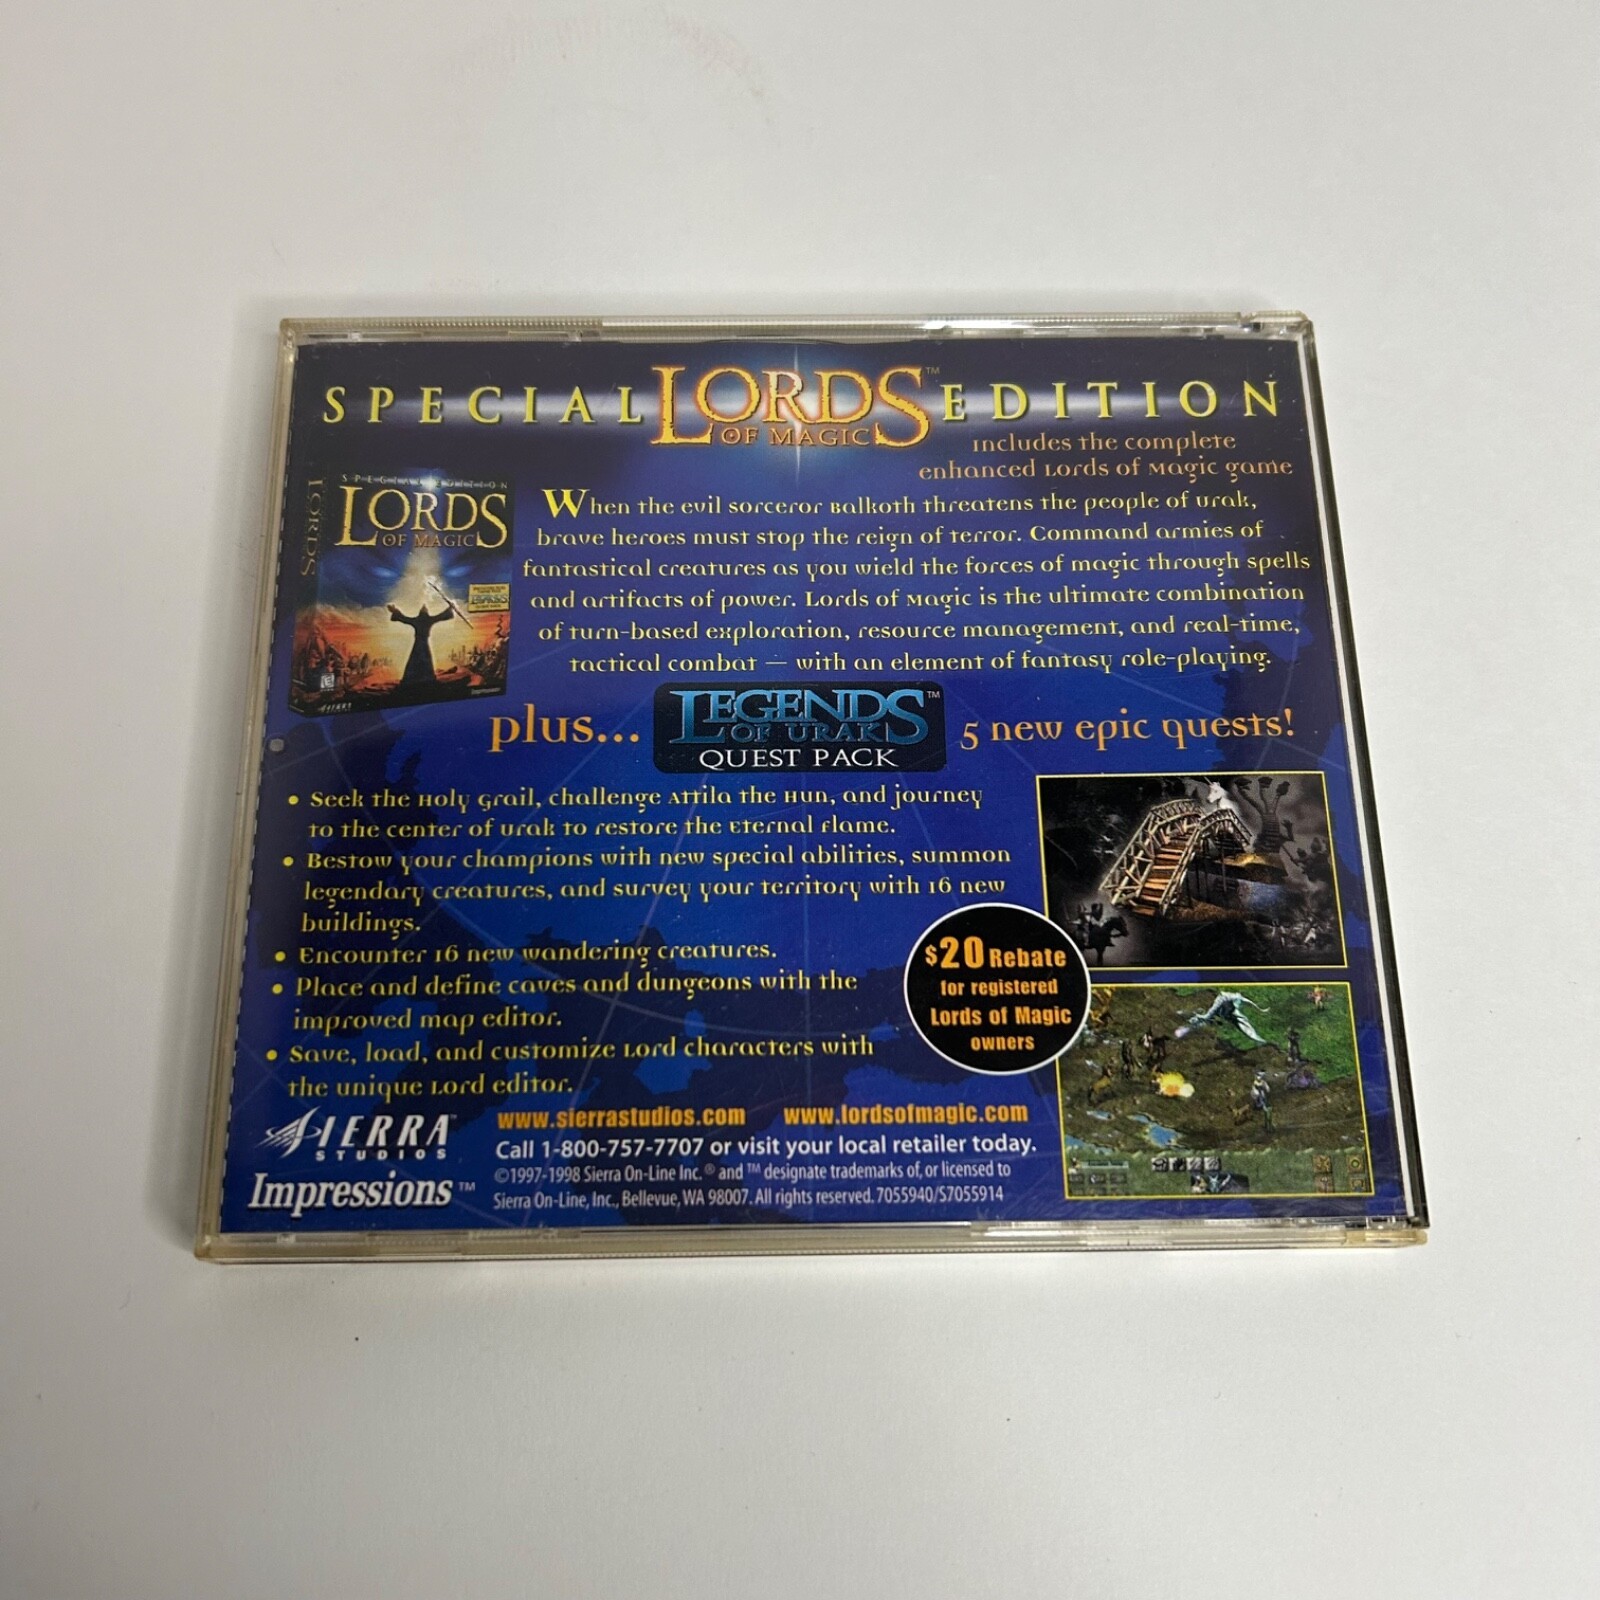 SPECIAL LORDS™ EDITION
OF MAGIC
Includes the complete
enhanced Lords of Magic game
SPECIAL EDITION
LORDS
OF MAGIC
LORDS
SIERRA
Impressions
When the evil sorceror Balkoth threatens the people of Urak,
brave heroes must stop the reign of terror. Command armies of
fantastical creatures as you wield the forces of magic through spells
and artifacts of power. Lords of Magic is the ultimate combination
of turn-based exploration, resource management, and real-time,
tactical combat — with an element of fantasy role-playing.
plus... LEGENDS™ 5 new epic quests!
OF URAK
QUEST PACK
• Seek the Holy Grail, challenge Attila the Hun, and journey
to the center of Urak to restore the Eternal Flame.
• Bestow your champions with new special abilities, summon
legendary creatures, and survey your territory with 16 new
buildings.
• Encounter 16 new wandering creatures.
• Place and define caves and dungeons with the
improved map editor.
• Save, load, and customize Lord characters with
the unique Lord editor.
$20 Rebate
for registered
Lords of Magic
owners
SIERRA™
STUDIOS
Impressions™
www.sierrastudios.com www.lordsofmagic.com
Call 1-800-757-7707 or visit your local retailer today.
©1997-1998 Sierra On-Line Inc. ® and ™ designate trademarks of, or licensed to
Sierra On-Line, Inc., Bellevue, WA 98007. All rights reserved. 7055940/S7055914